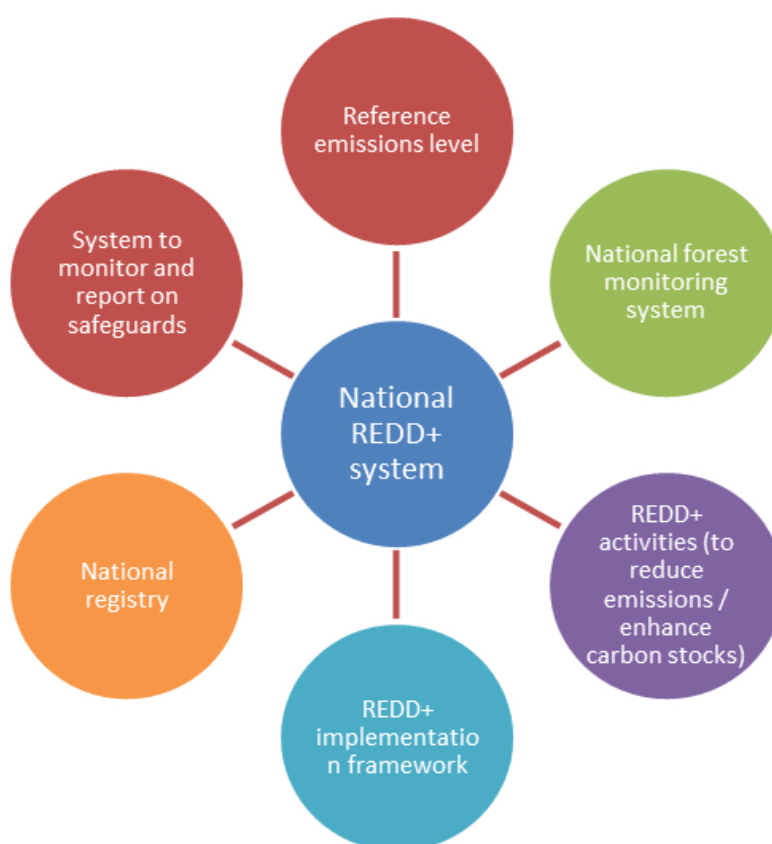 Reference
emissions level
System to
monitor and
report on
safeguards
National forest
monitoring
system
National
REDD+
system
National
registry
REDD+
activities (to
reduce
emissions /
enhance
carbon stocks)
REDD+
implementatio
n framework